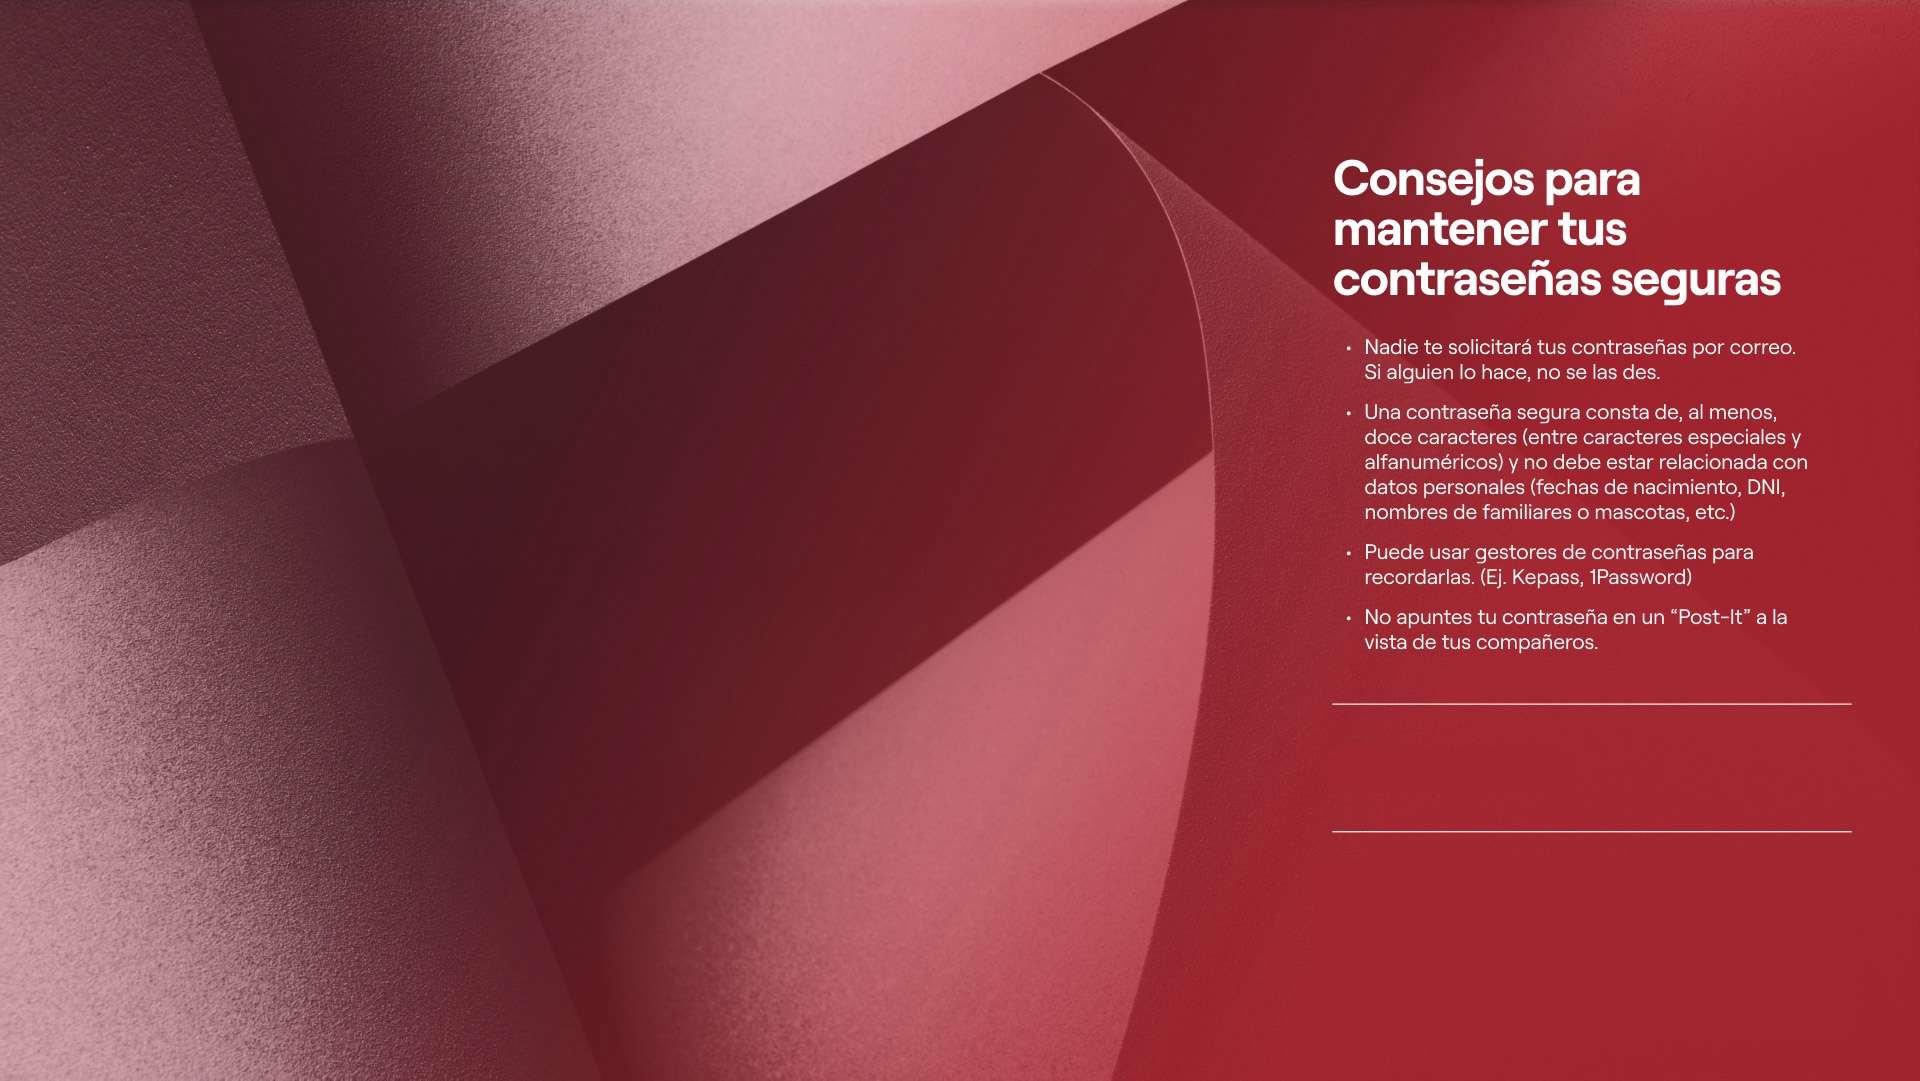 Consejos para
mantener tus
contraseñas seguras
• Nadie te solicitará tus contraseñas por correo.
Si alguien lo hace, no se las des.
• Una contraseña segura consta de, al menos,
doce caracteres (entre caracteres especiales y
alfanuméricos) y no debe estar relacionada con
datos personales (fechas de nacimiento, DNI,
nombres de familiares o mascotas, etc.)
• Puede usar gestores de contraseñas para
recordarlas. (Ej. Kepass, 1Password)
• No apuntes tu contraseña en un “Post-It” a la
vista de tus compañeros.